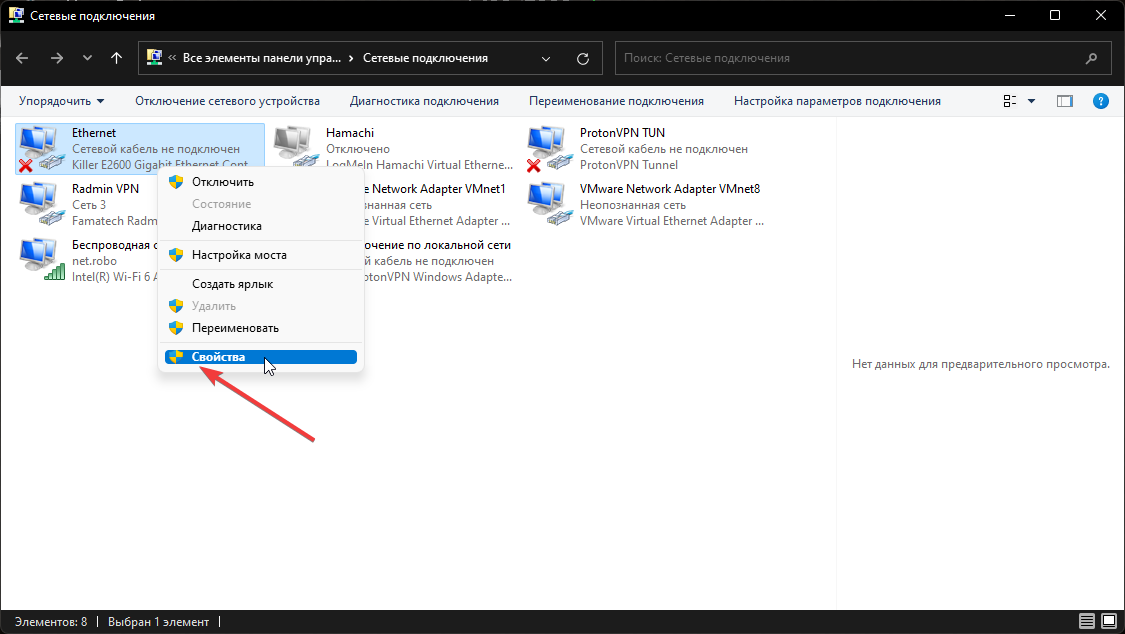 Сетевые подключения
« Все элементы панели упра... › Сетевые подключения
Поиск: Сетевые подключения
Упорядочить
Отключение сетевого устройства
Диагностика подключения
Переименование подключения
Настройка параметров подключения
?
Ethernet
Сетевой кабель не подключен
Killer E2600 Gigabit Ethernet Cont...
Hamachi
Отключено
LogMeIn Hamachi Virtual Etherne...
ProtonVPN TUN
Сетевой кабель не подключен
ProtonVPN Tunnel
Radmin VPN
Сеть 3
Famatech Radm
e Network Adapter VMnet1
знанная сеть
e Virtual Ethernet Adapter ...
VMware Network Adapter VMnet8
Неопознанная сеть
VMware Virtual Ethernet Adapter ...
Беспроводная с
net.robo
Intel(R) Wi-Fi 6 A
ючение по локальной сети
й кабель не подключен
otonVPN Windows Adapte...
Отключить
Состояние
Диагностика
Настройка моста
Создать ярлык
Удалить
Переименовать
Свойства
Нет данных для предварительного просмотра.
Элементов: 8
Выбран 1 элемент